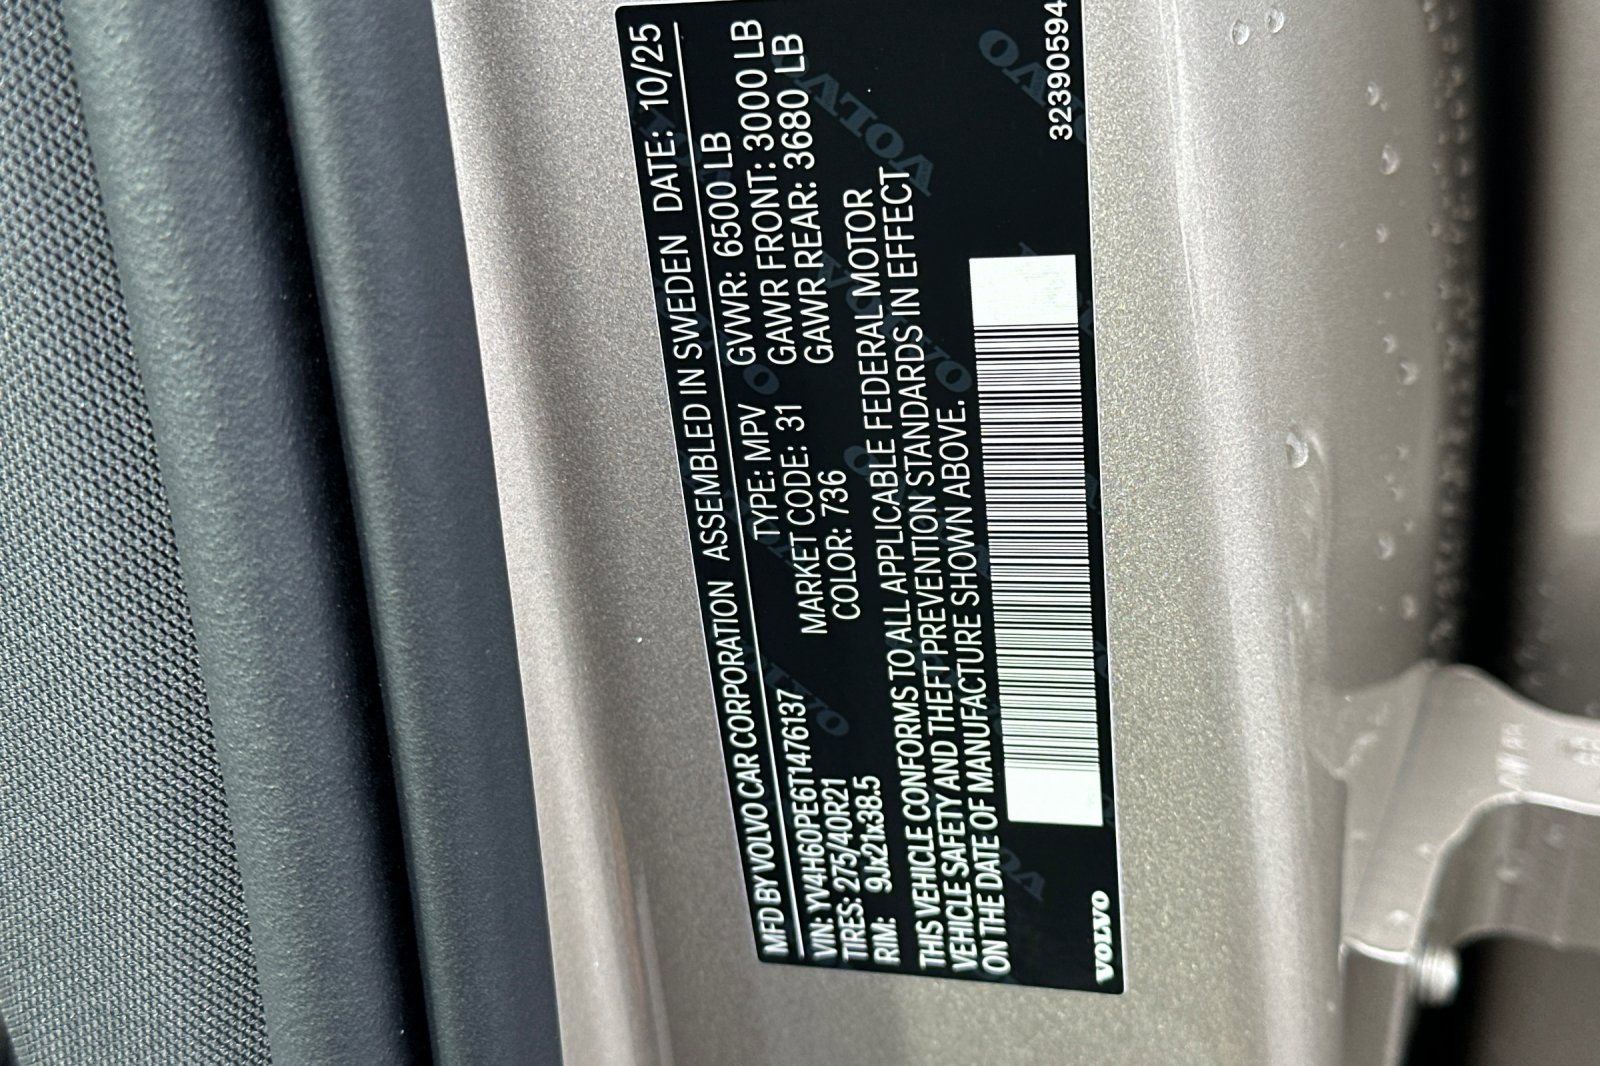 MFD BY VOLVO CAR CORPORATION ASSEMBLED IN SWEDEN DATE: 10/25
VIN: YV4H60PE6T1476137 TYPE: MPV GVWR: 6500 LB
TIRES: 275/40R21 MARKET CODE: 31 GAWR FRONT: 3000 LB
RIM: 9Jx21x38.5 COLOR: 736 GAWR REAR: 3680 LB
THIS VEHICLE CONFORMS TO ALL APPLICABLE FEDERAL MOTOR
VEHICLE SAFETY AND THEFT PREVENTION STANDARDS IN EFFECT
ON THE DATE OF MANUFACTURE SHOWN ABOVE.
VOLVO 32390594